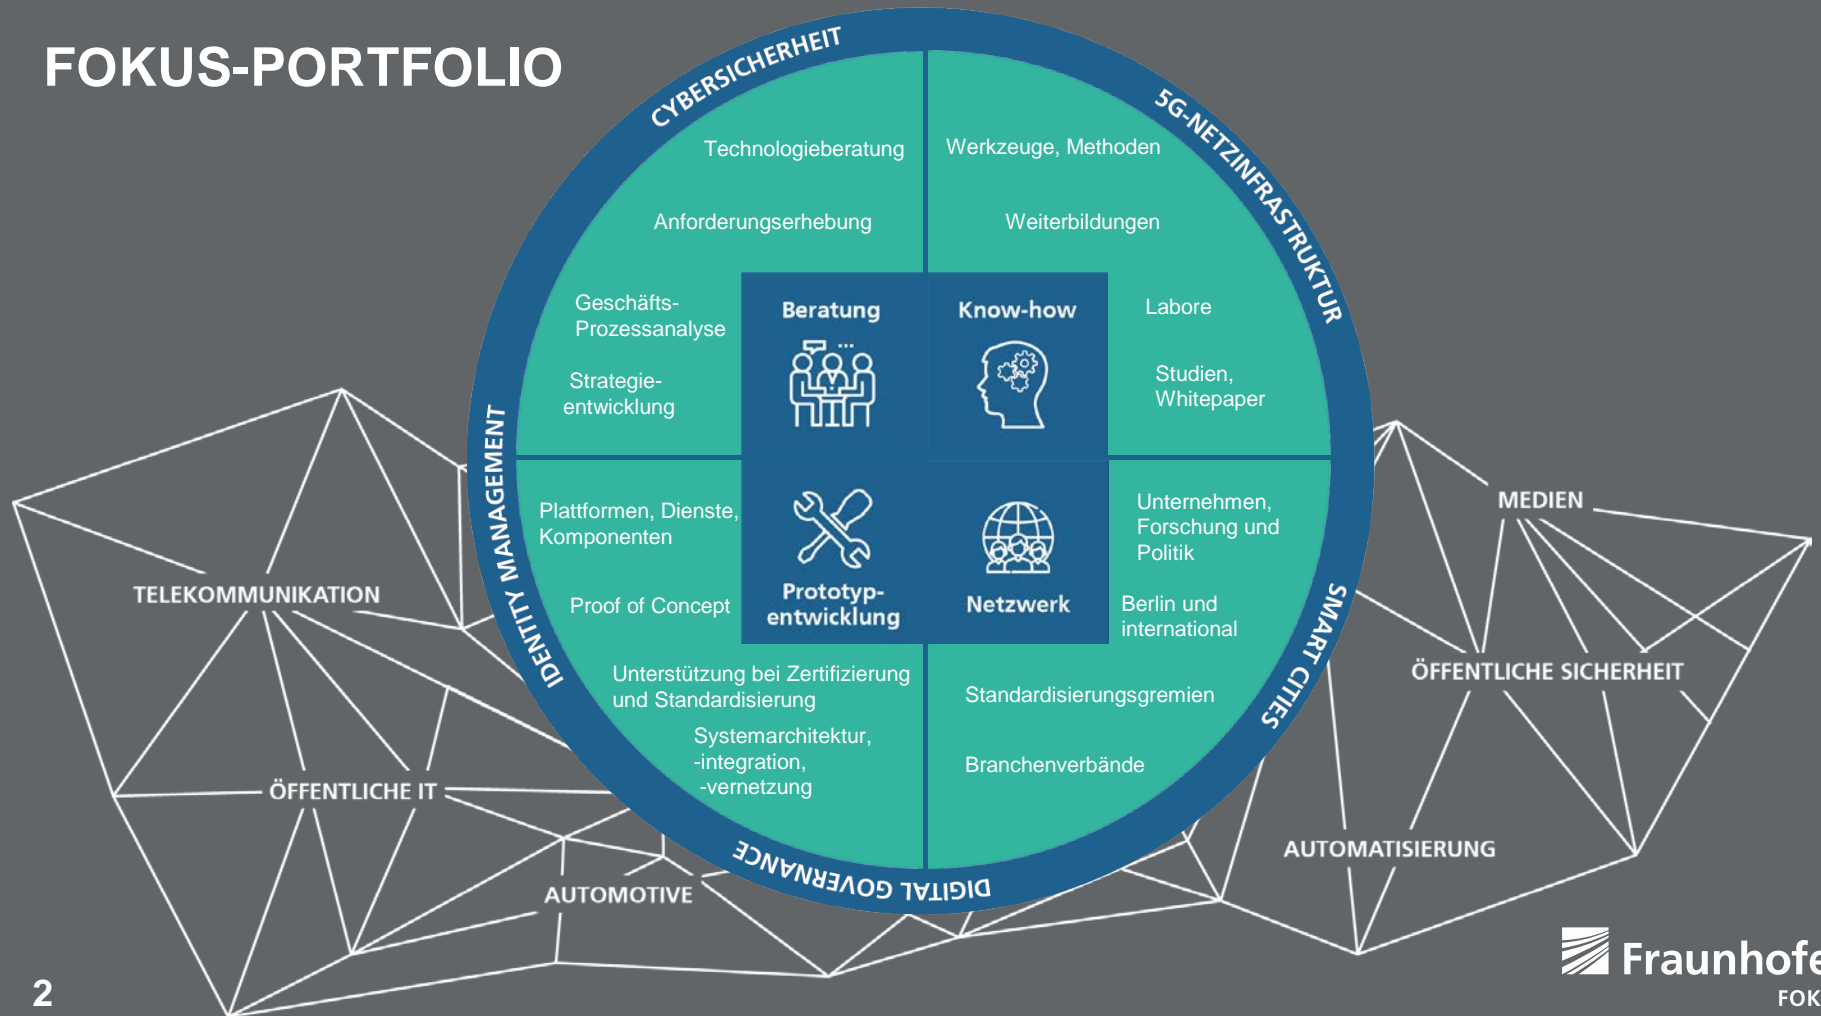 FOKUS-PORTFOLIO
CYBERSICHERHEIT
5G-NETZINFRASTRUKTUR
Technologieberatung
Anforderungserhebung
Geschäfts-
Prozessanalyse
Strategie-
entwicklung
Beratung
...
Werkzeuge, Methoden
Weiterbildungen
Know-how
Labore
Studien,
Whitepaper
IDENTITY MANAGEMENT
Plattformen, Dienste,
Komponenten
Proof of Concept
Prototyp-
entwicklung
Unterstützung bei Zertifizierung
und Standardisierung
Systemarchitektur,
-integration,
-vernetzung
Netzwerk
Unternehmen,
Forschung und
Politik
Berlin und
international
Standardisierungsgremien
Branchenverbände
SMART CITIES
DIGITAL GOVERNANCE
TELEKOMMUNIKATION
ÖFFENTLICHE IT
AUTOMOTIVE
MEDIEN
ÖFFENTLICHE SICHERHEIT
AUTOMATISIERUNG
2
Fraunhofe
FOK